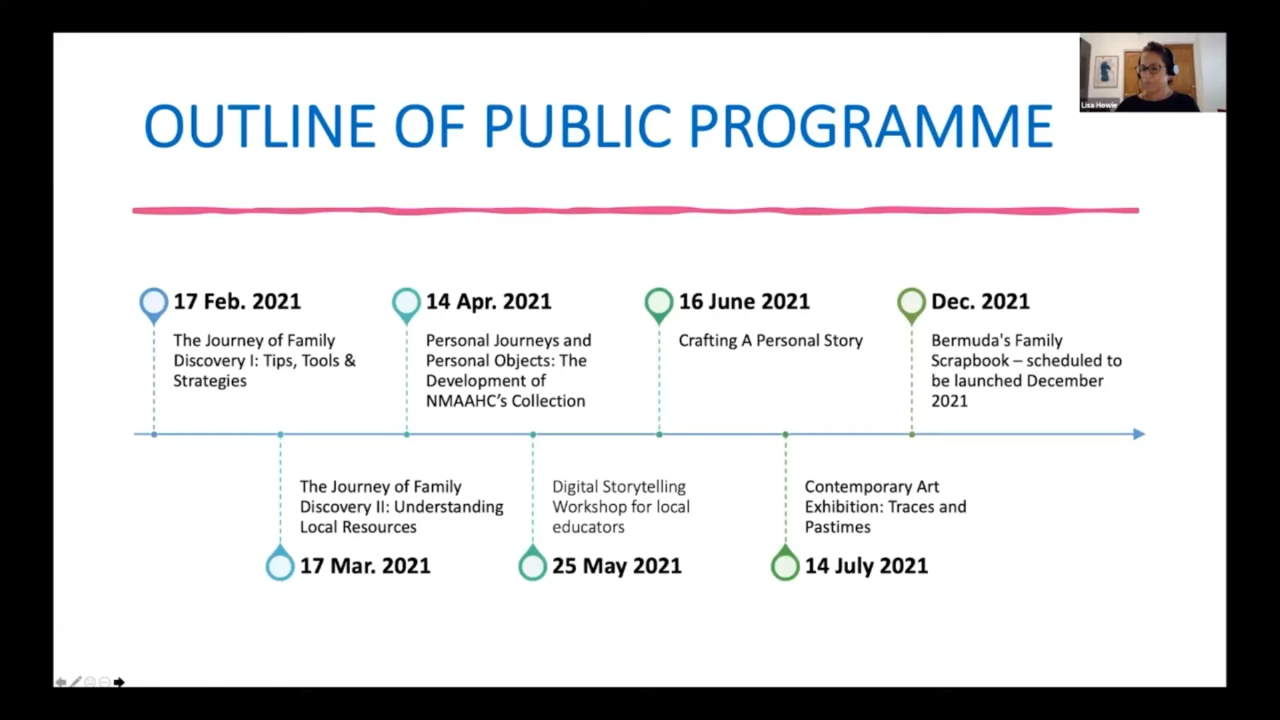 OUTLINE OF PUBLIC PROGRAMME
Lisa Howie
17 Feb. 2021
The Journey of Family
Discovery I: Tips, Tools &
Strategies
17 Mar. 2021
The Journey of Family
Discovery II: Understanding
Local Resources
14 Apr. 2021
Personal Journeys and
Personal Objects: The
Development of
NMAAHC's Collection
25 May 2021
Digital Storytelling
Workshop for local
educators
16 June 2021
Crafting A Personal Story
14 July 2021
Contemporary Art
Exhibition: Traces and
Pastimes
Dec. 2021
Bermuda's Family
Scrapbook – scheduled to
be launched December
2021